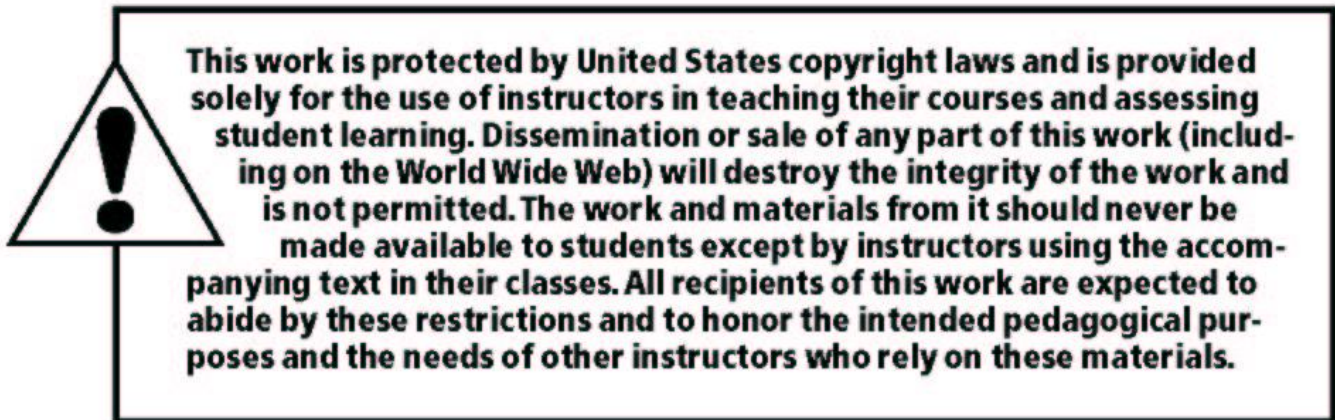 This work is protected by United States copyright laws and is provided
solely for the use of instructors in teaching their courses and assessing
student learning. Dissemination or sale of any part of this work (includ-
ing on the World Wide Web) will destroy the integrity of the work and
is not permitted. The work and materials from it should never be
made available to students except by instructors using the accom-
panying text in their classes. All recipients of this work are expected to
abide by these restrictions and to honor the intended pedagogical pur-
poses and the needs of other instructors who rely on these materials.